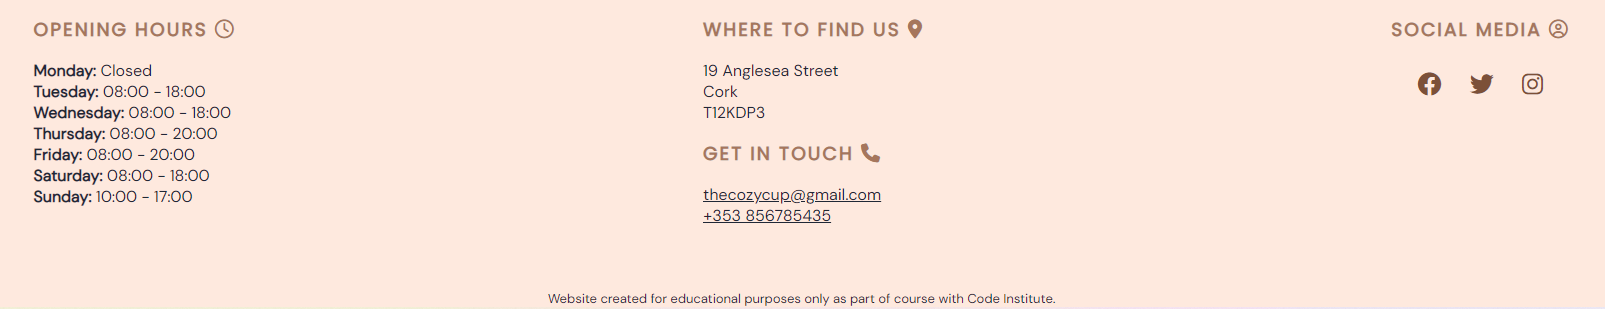 OPENING HOURS
Monday: Closed
Tuesday: 08:00 - 18:00
Wednesday: 08:00 - 18:00
Thursday: 08:00 - 20:00
Friday: 08:00 - 20:00
Saturday: 08:00 - 18:00
Sunday: 10:00 - 17:00
WHERE TO FIND US
19 Anglesea Street
Cork
T12KDP3
GET IN TOUCH
thecozycup@gmail.com
+353 856785435
SOCIAL MEDIA
Website created for educational purposes only as part of course with Code Institute.